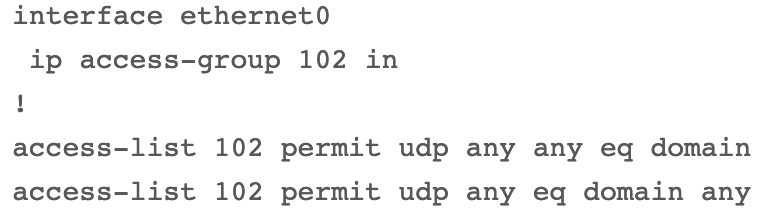 interface ethernet0
 ip access-group 102 in
!
access-list 102 permit udp any any eq domain
access-list 102 permit udp any eq domain any